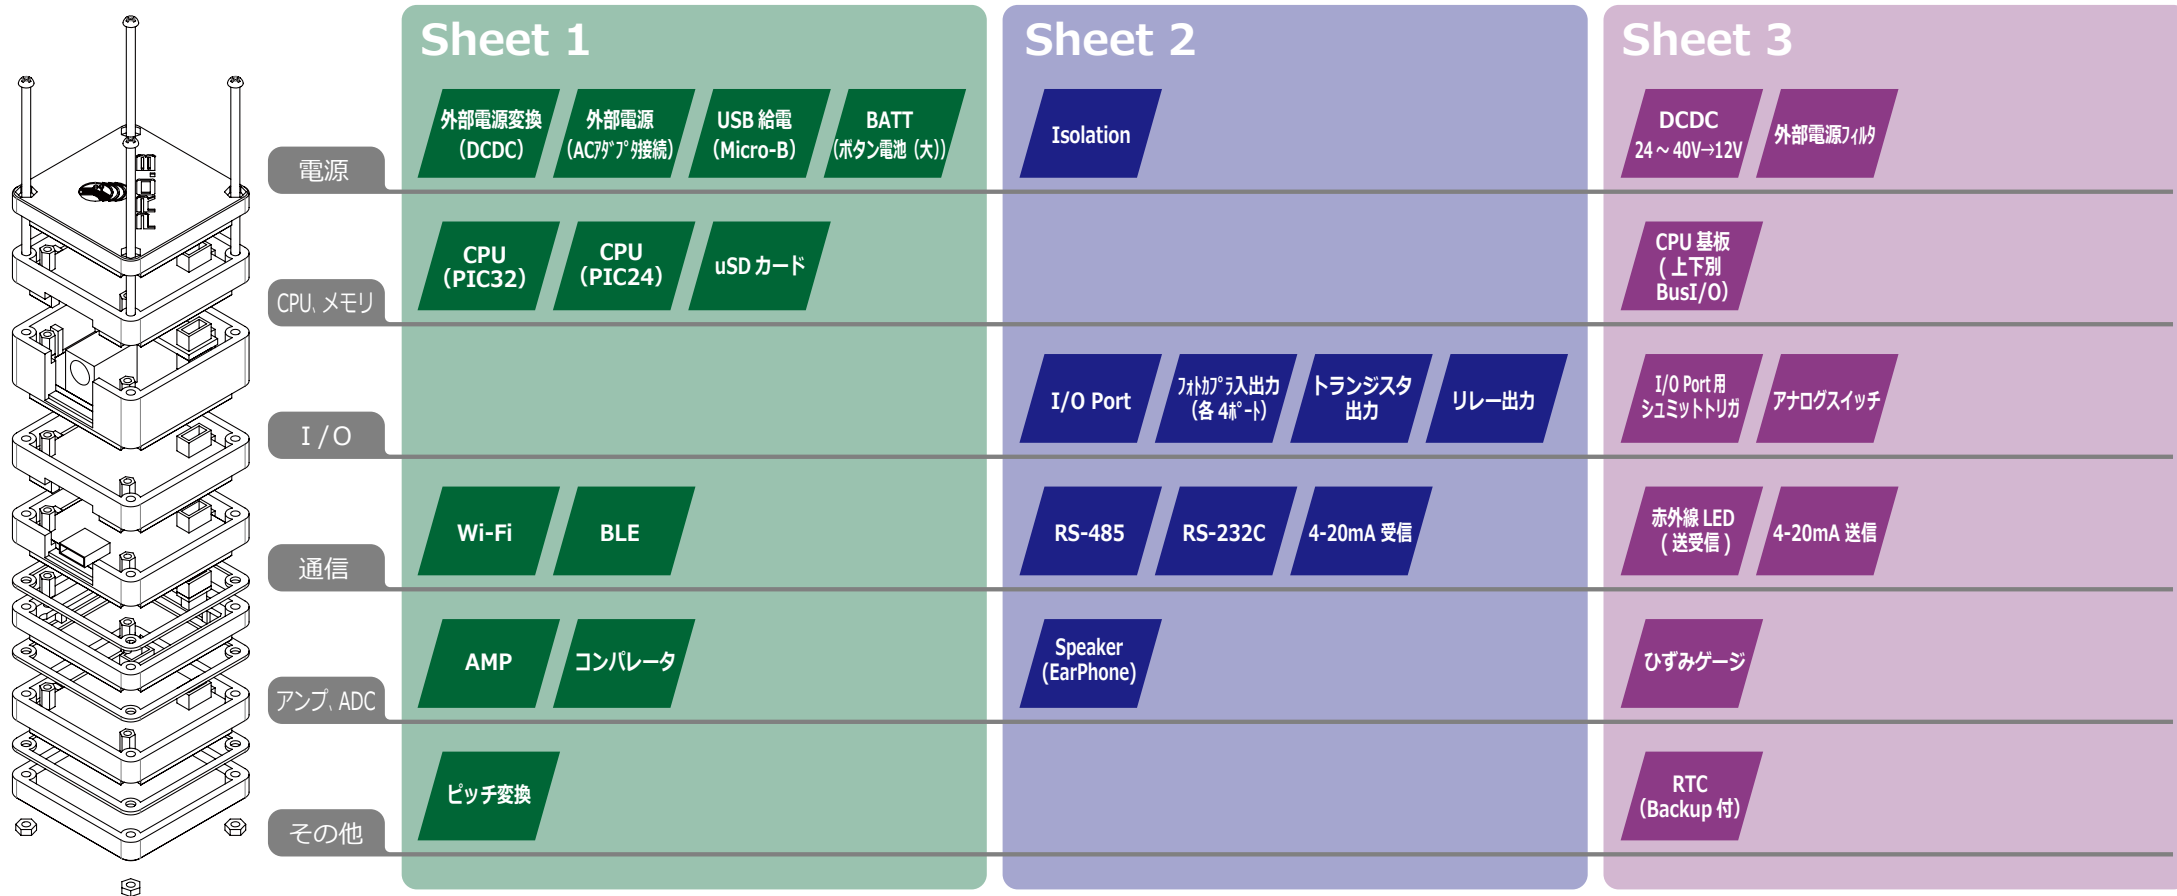 Sheet 1
Sheet 2
Sheet 3
電源
外部電源変換
(DCDC)
外部電源
(ACアダプタ接続)
USB 給電
(Micro-B)
BATT
(ボタン電池 (大))
Isolation
DCDC
24～40V→12V
外部電源フィルタ
CPU、メモリ
CPU
(PIC32)
CPU
(PIC24)
uSD カード
CPU 基板
( 上下別
BusI/O)
I/O
I/O Port
フォトカプラ入出力
(各 4ポート)
トランジスタ
出力
リレー出力
I/O Port 用
シュミットトリガ
アナログスイッチ
通信
Wi-Fi
BLE
RS-485
RS-232C
4-20mA 受信
赤外線 LED
( 送受信 )
4-20mA 送信
アンプ、ADC
AMP
コンパレータ
Speaker
(EarPhone)
ひずみゲージ
その他
ピッチ変換
RTC
(Backup 付)